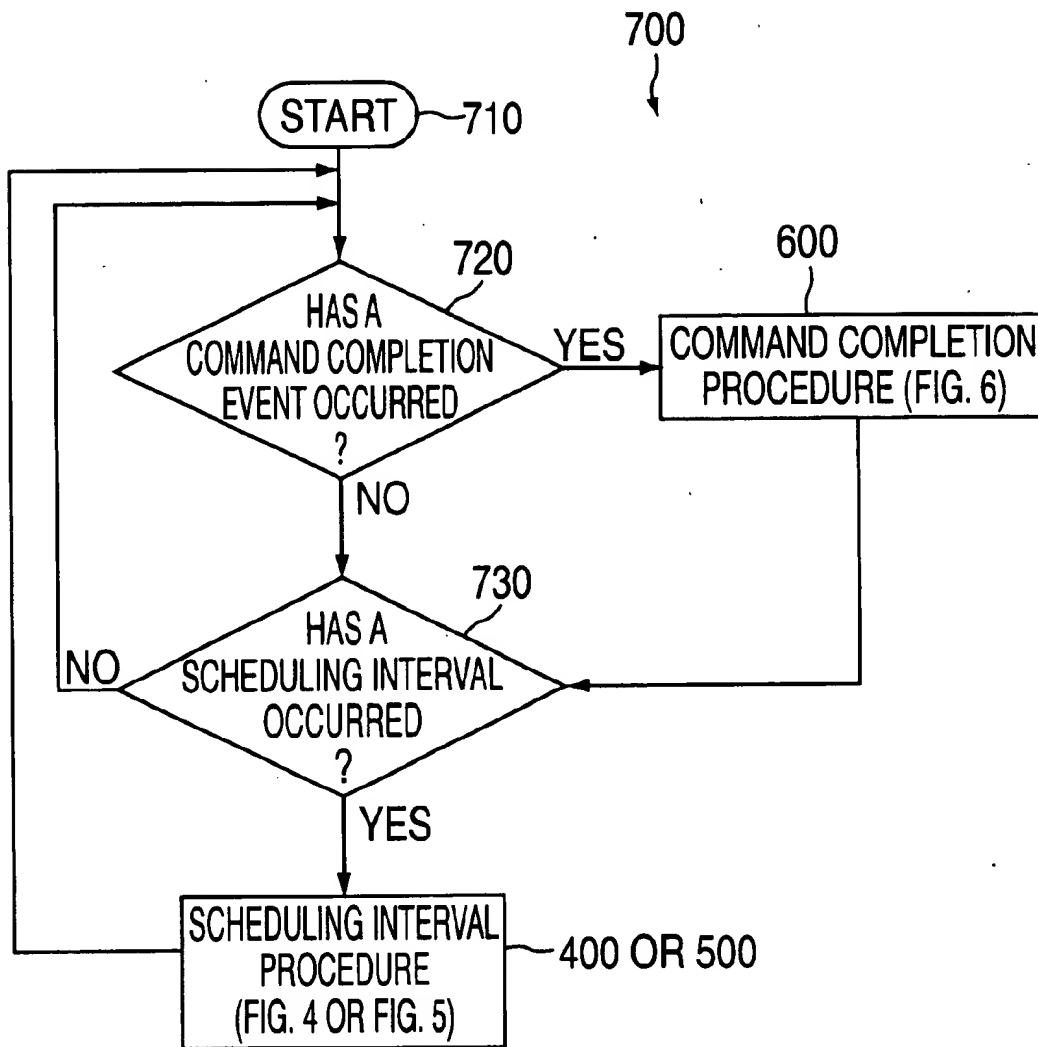 700
START
710
720
HAS A
COMMAND COMPLETION
EVENT OCCURRED
?
YES
600
COMMAND COMPLETION
PROCEDURE (FIG. 6)
NO
730
HAS A
SCHEDULING INTERVAL
OCCURRED
?
NO
YES
SCHEDULING INTERVAL
PROCEDURE
(FIG. 4 OR FIG. 5)
400 OR 500